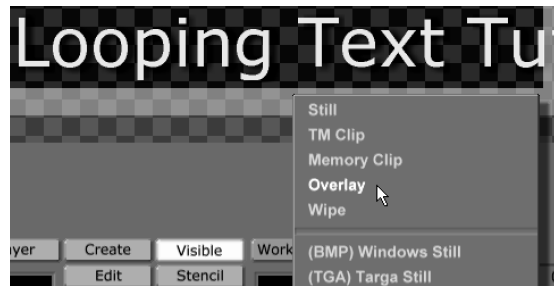 Looping Text Tu
Still
TM Clip
Memory Clip
Overlay
Wipe
yer Create Visible Work
(BMP) Windows Still
Edit Stencil
(TGA) Targa Still